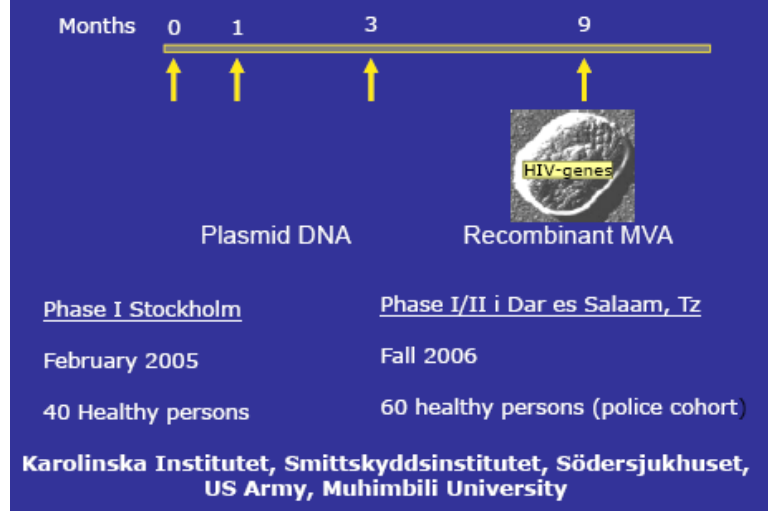 Months 0 1 3 9
HIV-genes
Plasmid DNA Recombinant MVA
Phase I Stockholm
February 2005
40 Healthy persons
Phase I/II i Dar es Salaam, Tz
Fall 2006
60 healthy persons (police cohort)
Karolinska Institutet, Smittskyddsinstitutet, Södersjukhuset,
US Army, Muhimbili University